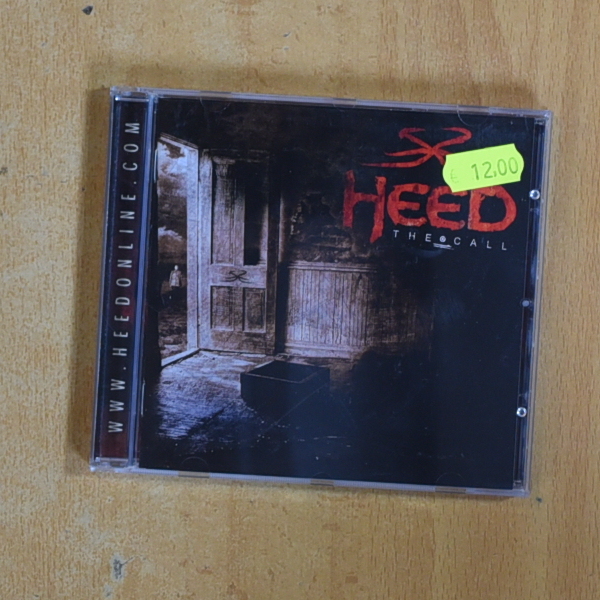 WWW.HEEDONLINE.COM
€ 12,00
HEED
THE CALL